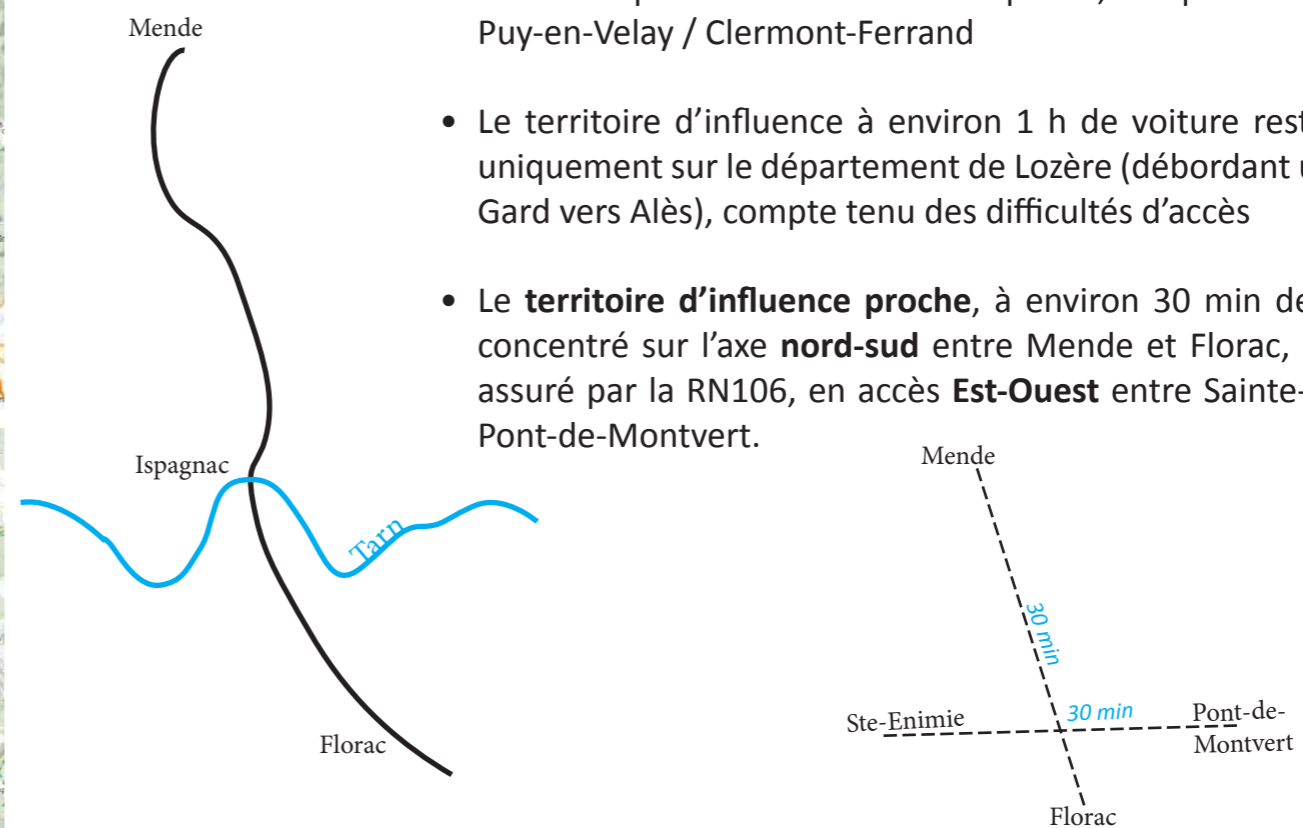 Puy-en-Velay / Clermont-Ferrand
• Le territoire d’influence à environ 1 h de voiture
uniquement sur le département de Lozère (débordant
Gard vers Alès), compte tenu des difficultés d’accès
• Le territoire d’influence proche, à environ 30 min
concentré sur l’axe nord-sud entre Mende et Florac,
assuré par la RN106, en accès Est-Ouest entre Sainte-
Pont-de-Montvert.
Mende
Ispagnac
Tarn
Florac
Mende
30 min
Ste-Enimie
30 min
Pont-de-
Montvert
Florac